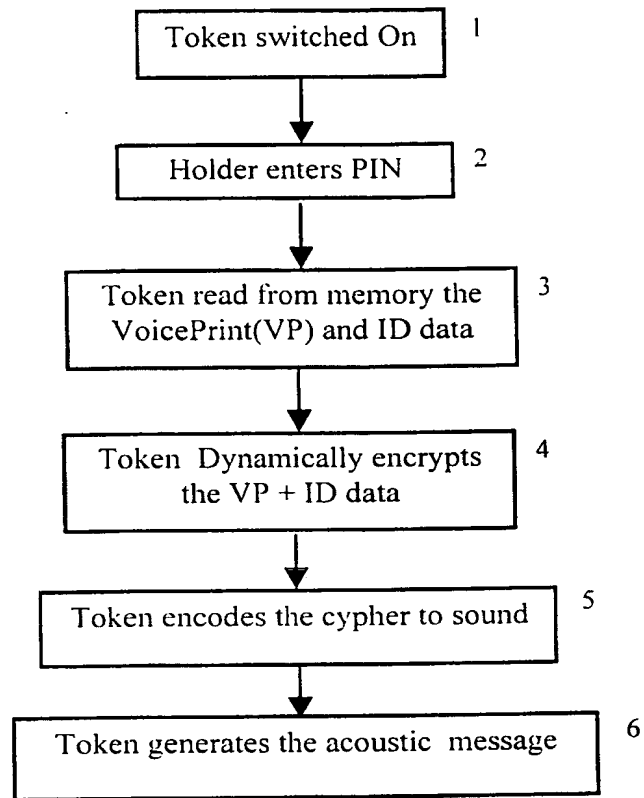 Token switched On 1
Holder enters PIN 2
Token read from memory the 3
VoicePrint(VP) and ID data
Token Dynamically encrypts 4
the VP + ID data
Token encodes the cypher to sound 5
Token generates the acoustic message 6